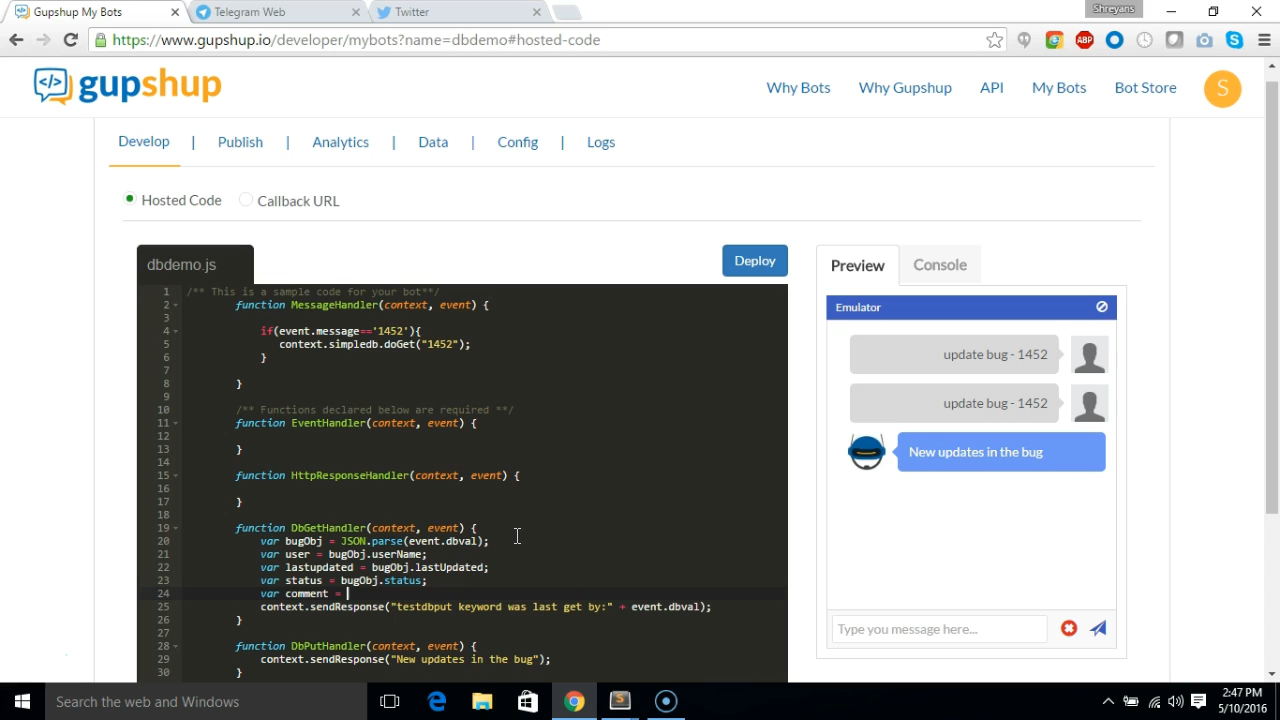 Gupshup My Bots
Telegram Web
Twitter
Shreyans
https://www.gupshup.io/developer/mybots?name=dbdemo#hosted-code
ABP
</> gupshup
Why Bots
Why Gupshup
API
My Bots
Bot Store
S
Develop | Publish | Analytics | Data | Config | Logs
Hosted Code
Callback URL
dbdemo.js
Deploy
1 /** This is a sample code for your bot**/
2 function MessageHandler(context, event) {
3
4 if(event.message=='1452'){
5 context.simpledb.doGet("1452");
6 }
7
8 }
9
10 /** Functions declared below are required **/
11 function EventHandler(context, event) {
12
13 }
14
15 function HttpResponseHandler(context, event) {
16
17 }
18
19 function DbGetHandler(context, event) {
20 var bugObj = JSON.parse(event.dbval);
21 var user = bugObj.userName;
22 var lastupdated = bugObj.lastUpdated;
23 var status = bugObj.status;
24 var comment =
25 context.sendResponse("testdbput keyword was last get by:" + event.dbval);
26 }
27
28 function DbPutHandler(context, event) {
29 context.sendResponse("New updates in the bug");
30 }
Preview
Console
Emulator
update bug - 1452
update bug - 1452
New updates in the bug
Type you message here...
Search the web and Windows
2:47 PM
5/10/2016